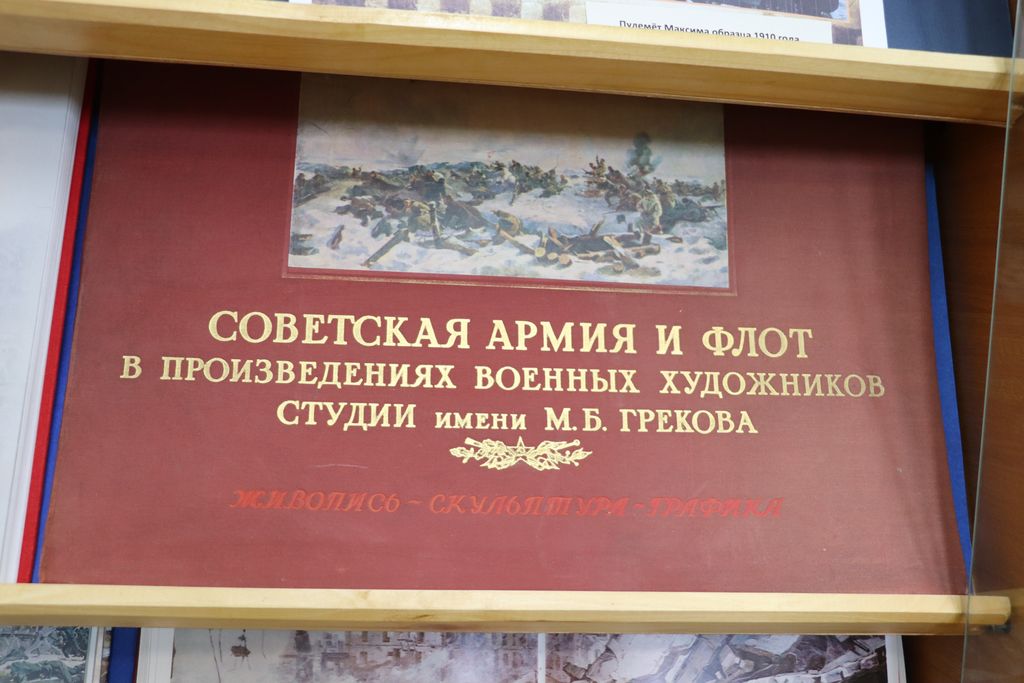 Пулемёт Максима образца 1910 года
СОВЕТСКАЯ АРМИЯ И ФЛОТ
В ПРОИЗВЕДЕНИЯХ ВОЕННЫХ ХУДОЖНИКОВ
СТУДИИ ИМЕНИ М.Б. ГРЕКОВА
ЖИВОПИСЬ – СКУЛЬПТУРА – ГРАФИКА